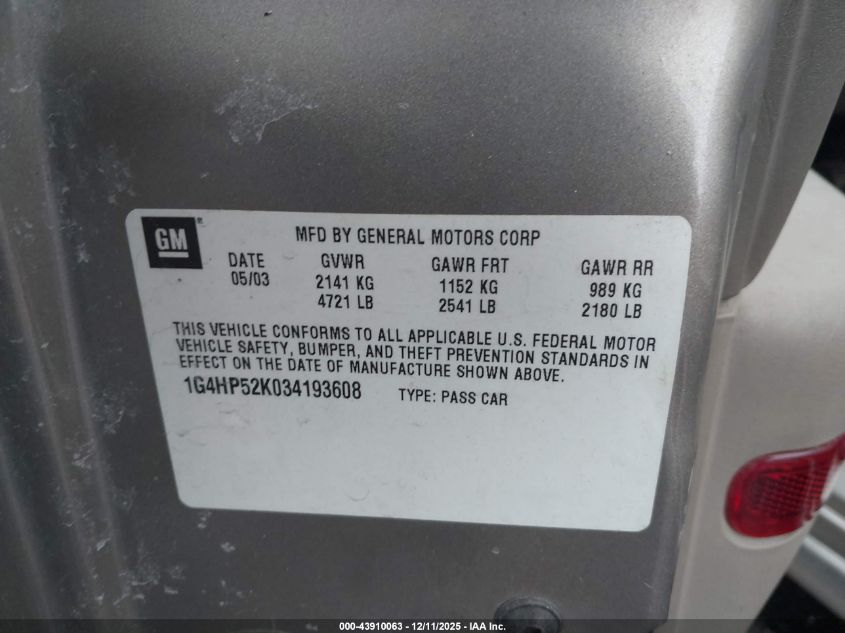 GM®
MFD BY GENERAL MOTORS CORP
DATE GVWR GAWR FRT GAWR RR
05/03 2141 KG 1152 KG 989 KG
4721 LB 2541 LB 2180 LB
THIS VEHICLE CONFORMS TO ALL APPLICABLE U.S. FEDERAL MOTOR
VEHICLE SAFETY, BUMPER, AND THEFT PREVENTION STANDARDS IN
EFFECT ON THE DATE OF MANUFACTURE SHOWN ABOVE.
1G4HP52K034193608 TYPE: PASS CAR
000-43910063 - 12/11/2025 - IAA Inc.